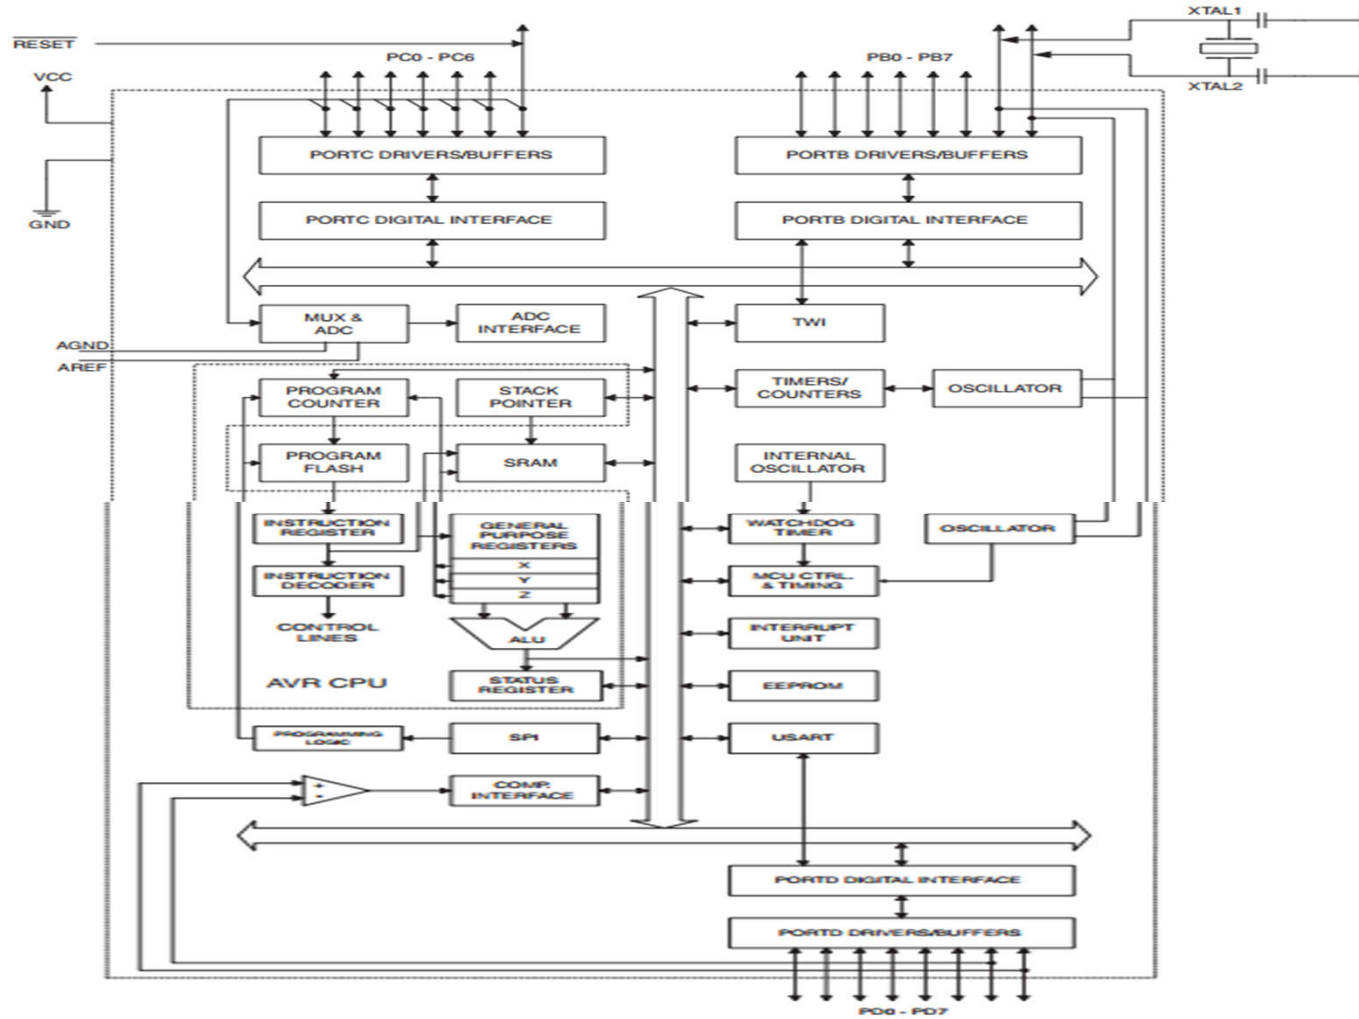 XTAL1
RESET
PC0 - PC6
PB0 - PB7
VCC
XTAL2
PORTC DRIVERS/BUFFERS
PORTB DRIVERS/BUFFERS
GND
PORTC DIGITAL INTERFACE
PORTB DIGITAL INTERFACE
MUX &
ADC
ADC
INTERFACE
TWI
AGND
AREF
PROGRAM
COUNTER
STACK
POINTER
TIMERS/
COUNTERS
OSCILLATOR
PROGRAM
FLASH
SRAM
INTERNAL
OSCILLATOR
INSTRUCTION
REGISTER
GENERAL
PURPOSE
REGISTERS
WATCHDOG
TIMER
OSCILLATOR
X
Y
Z
INSTRUCTION
DECODER
MCU CTRL.
& TIMING
CONTROL
LINES
ALU
INTERRUPT
UNIT
AVR CPU
STATUS
REGISTER
EEPROM
PROGRAMMING
LOGIC
SPI
USART
+
-
COMP.
INTERFACE
PORTD DIGITAL INTERFACE
PORTD DRIVERS/BUFFERS
PD0 - PD7